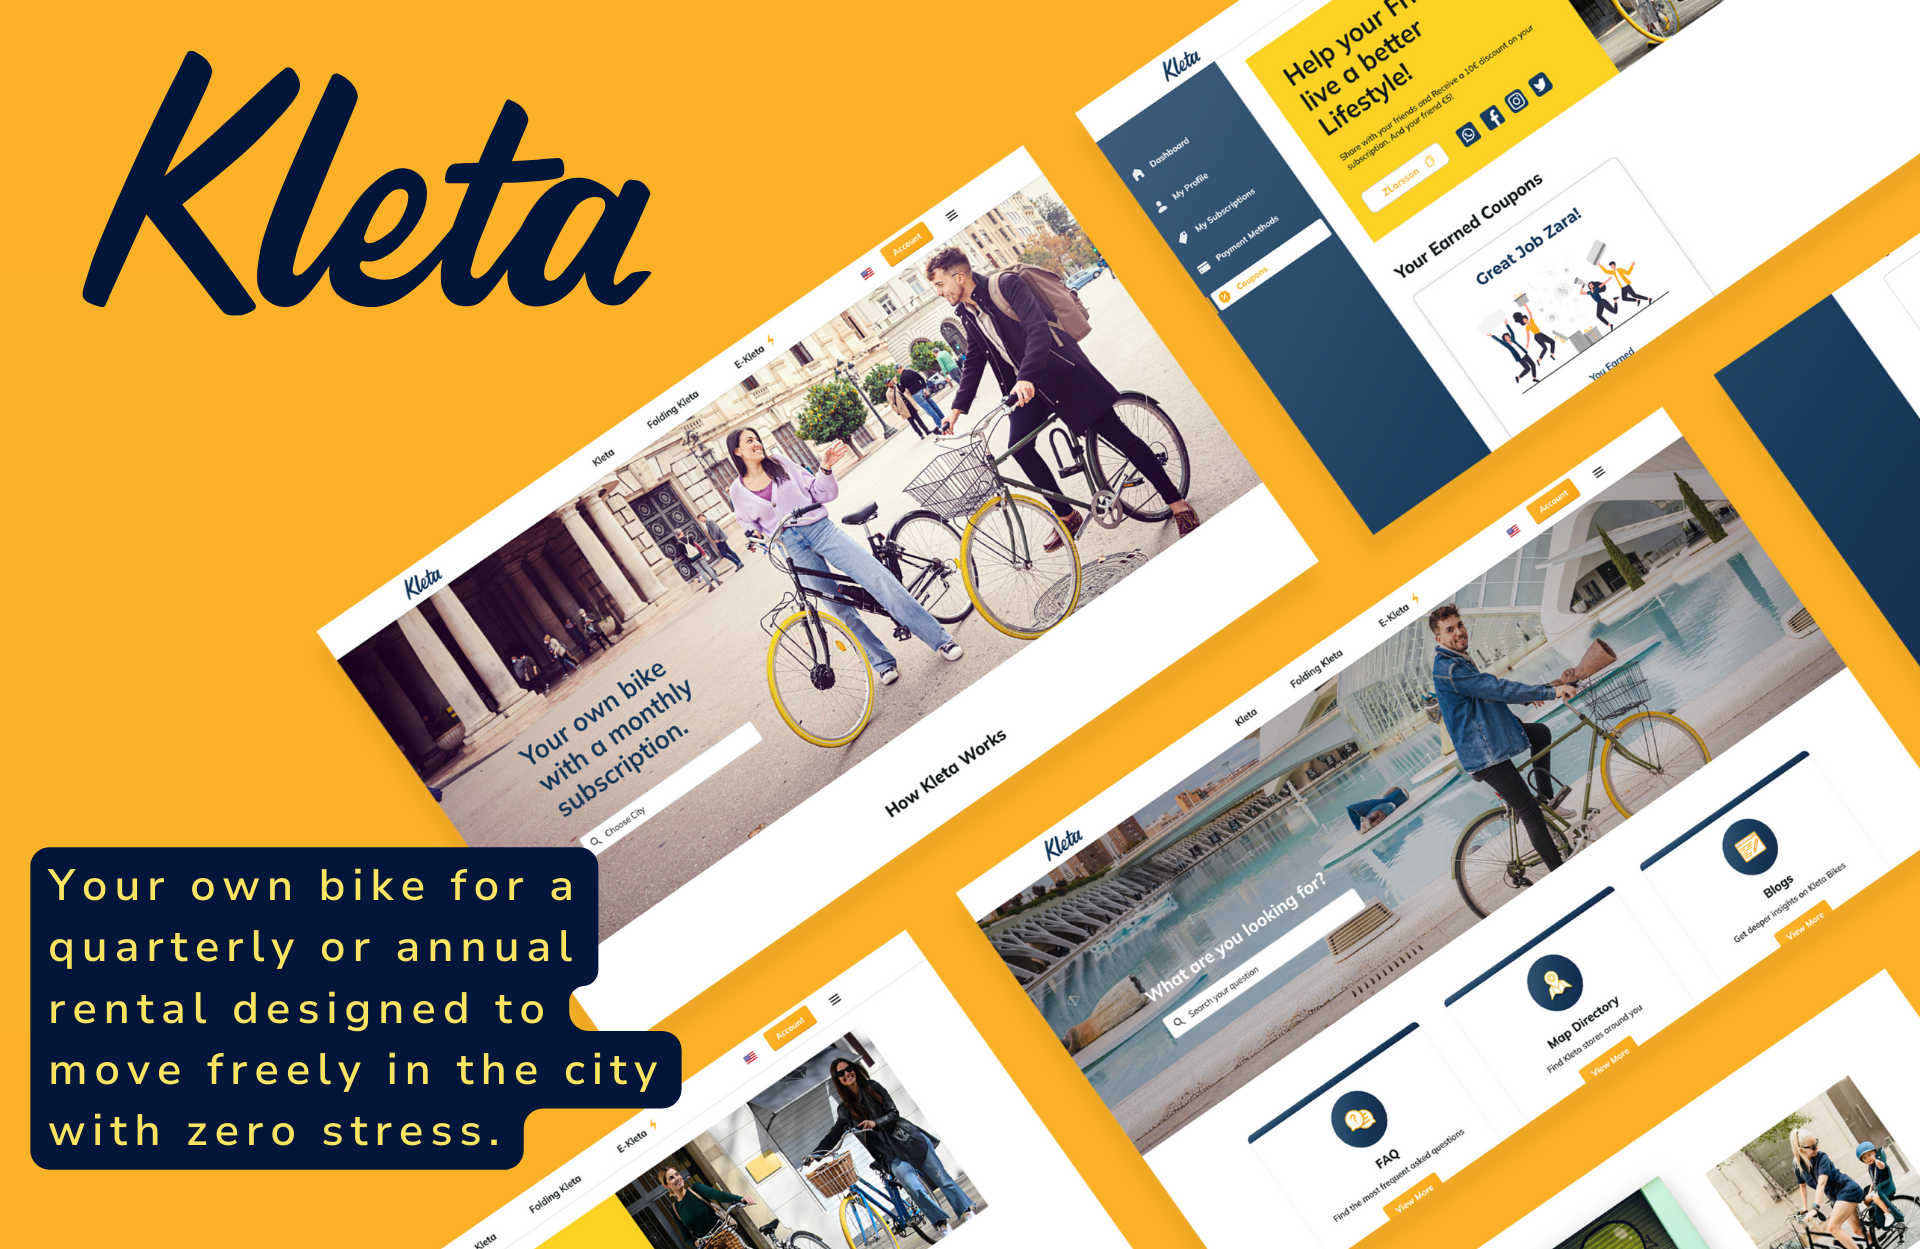 Kleta
Your own bike for a
quarterly or annual
rental designed to
move freely in the city
with zero stress.
Kleta
Kleta
Folding Kleta
E-Kleta
Account
Your own bike
with a monthly
subscription.
Choose City
How Kleta Works
Kleta
Dashboard
My Profile
My Subscriptions
Payment Methods
Coupons
Help your Fri
live a better
Lifestyle!
Share with your friends and Receive a 10€ discount on your
subscription. And your friend €5!
ZLarsson
Your Earned Coupons
Great Job Zara!
You Earned
Kleta
Kleta
Folding Kleta
E-Kleta
Account
What are you looking for?
Search your question
FAQ
Find the most frequent asked questions
View More
Map Directory
Find Kleta stores around you
View More
Blogs
Get deeper insights on Kleta Bikes
View More
Kleta
Folding Kleta
E-Kleta
Account